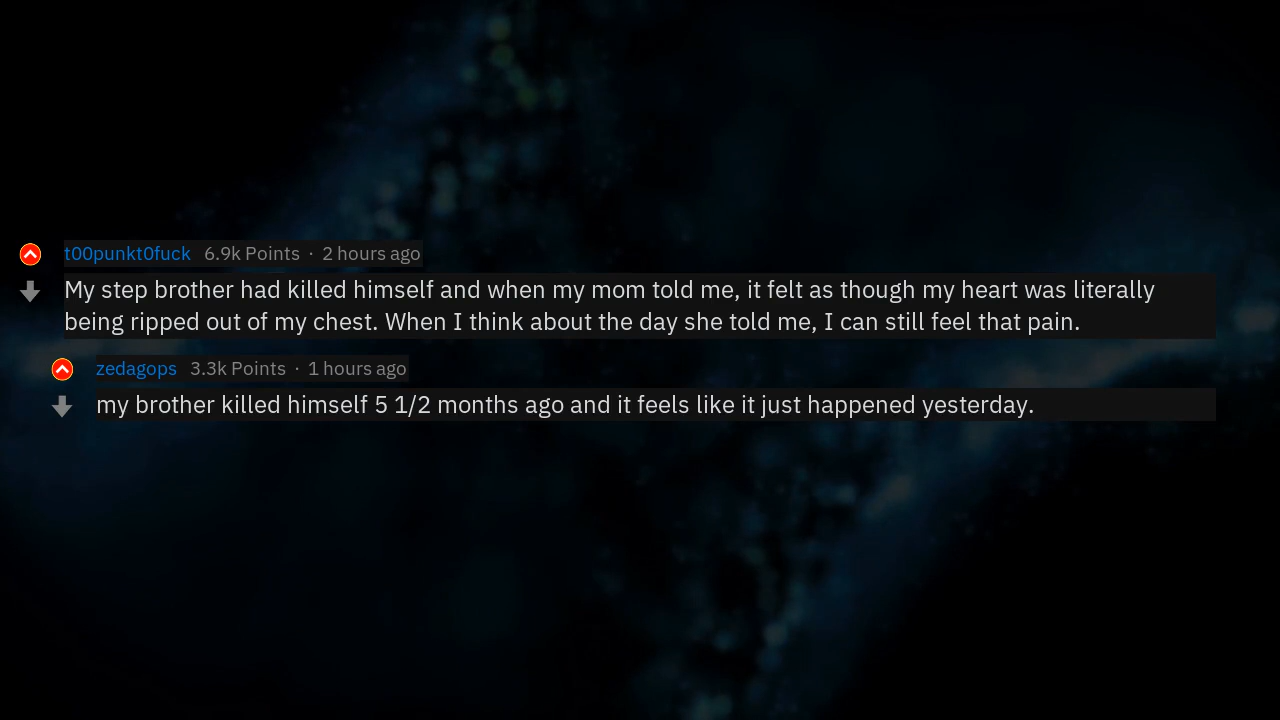 t00punkt0fuck 6.9k Points · 2 hours ago
My step brother had killed himself and when my mom told me, it felt as though my heart was literally
being ripped out of my chest. When I think about the day she told me, I can still feel that pain.
zedagops 3.3k Points · 1 hours ago
my brother killed himself 5 1/2 months ago and it feels like it just happened yesterday.